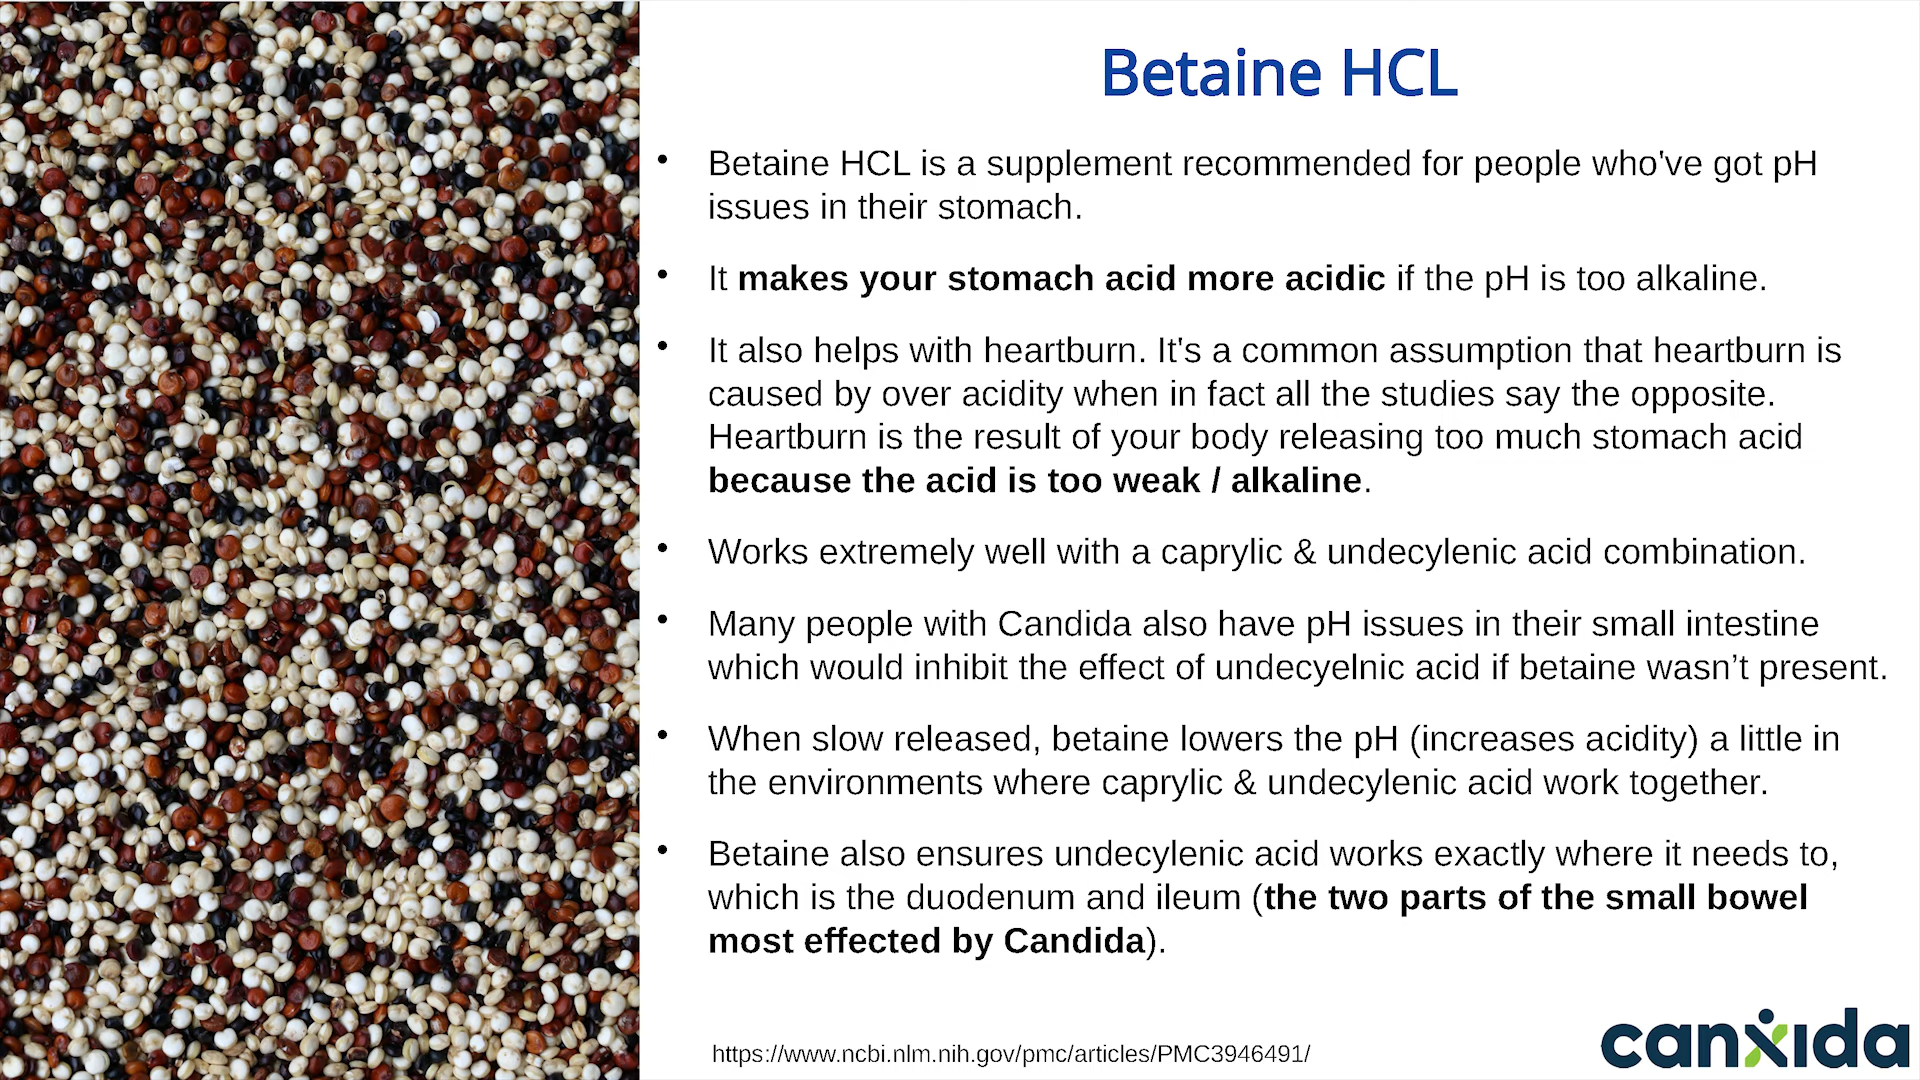 Betaine HCL
• Betaine HCL is a supplement recommended for people who've got pH
issues in their stomach.
• It makes your stomach acid more acidic if the pH is too alkaline.
• It also helps with heartburn. It's a common assumption that heartburn is
caused by over acidity when in fact all the studies say the opposite.
Heartburn is the result of your body releasing too much stomach acid
because the acid is too weak / alkaline.
• Works extremely well with a caprylic & undecylenic acid combination.
• Many people with Candida also have pH issues in their small intestine
which would inhibit the effect of undecyelnic acid if betaine wasn’t present.
• When slow released, betaine lowers the pH (increases acidity) a little in
the environments where caprylic & undecylenic acid work together.
• Betaine also ensures undecylenic acid works exactly where it needs to,
which is the duodenum and ileum (the two parts of the small bowel
most effected by Candida).
https://www.ncbi.nlm.nih.gov/pmc/articles/PMC3946491/
canxida